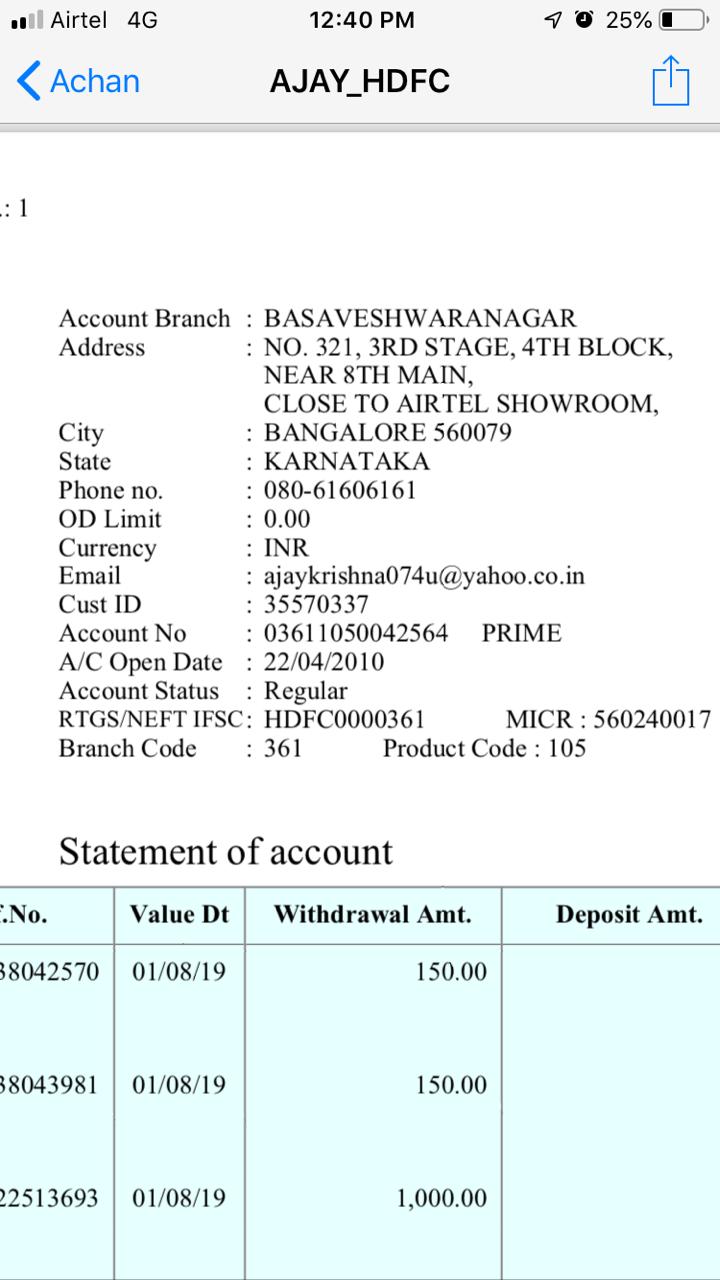 Airtel 4G 12:40 PM 25%
Achan AJAY_HDFC
.: 1
Account Branch : BASAVESHWARANAGAR
Address : NO. 321, 3RD STAGE, 4TH BLOCK,
NEAR 8TH MAIN,
CLOSE TO AIRTEL SHOWROOM,
City : BANGALORE 560079
State : KARNATAKA
Phone no. : 080-61606161
OD Limit : 0.00
Currency : INR
Email : ajaykrishna074u@yahoo.co.in
Cust ID : 35570337
Account No : 03611050042564 PRIME
A/C Open Date : 22/04/2010
Account Status : Regular
RTGS/NEFT IFSC: HDFC0000361 MICR : 560240017
Branch Code : 361 Product Code : 105
Statement of account
f.No. Value Dt Withdrawal Amt. Deposit Amt.
38042570 01/08/19 150.00
38043981 01/08/19 150.00
22513693 01/08/19 1,000.00